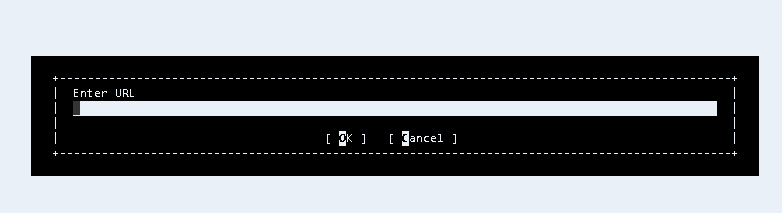 Enter URL
[ OK ] [ Cancel ]